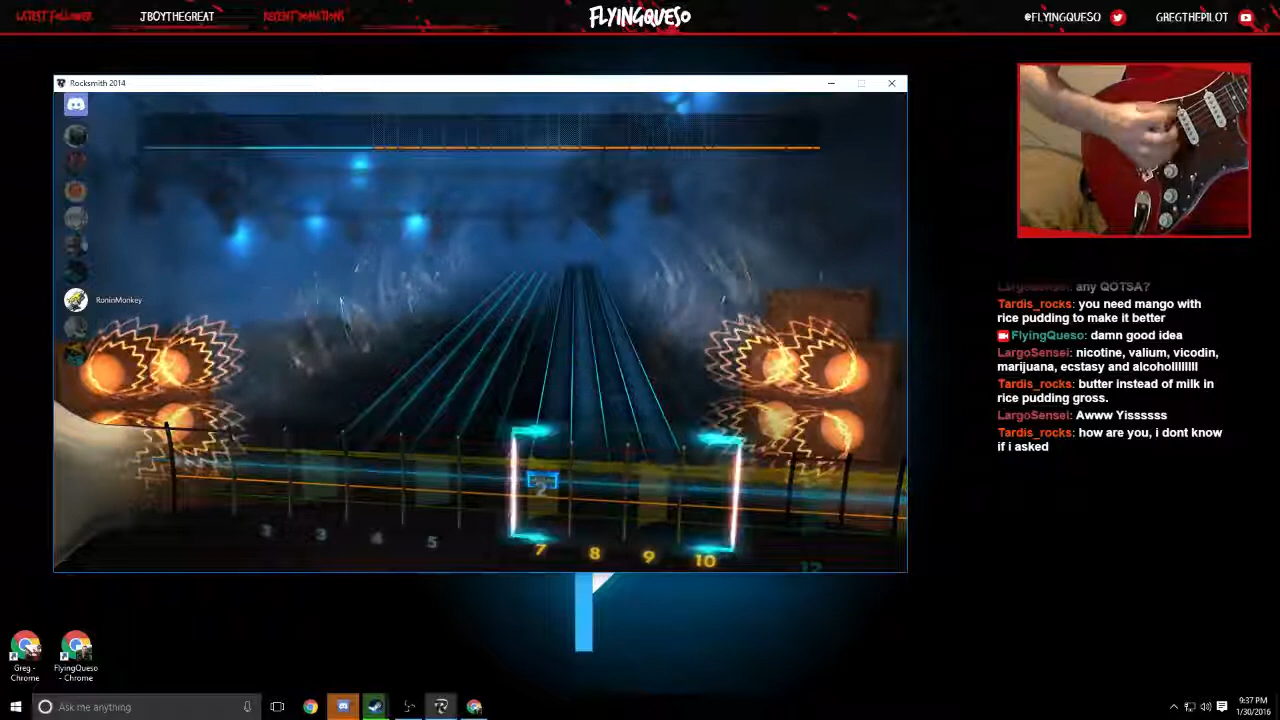 LATEST FOLLOWER
JBOYTHEGREAT
RECENT DONATIONS
FLYINGQUESO
@FLYINGQUESO
GREGTHEPILOT
Rocksmith 2014
RoninMonkey
2
3
4
5
7
8
9
10
12
LargoSensei: any QOTSA?
Tardis_rocks: you need mango with
rice pudding to make it better
FlyingQueso: damn good idea
LargoSensei: nicotine, valium, vicodin,
marijuana, ecstasy and alcohollllllll
Tardis_rocks: butter instead of milk in
rice pudding gross.
LargoSensei: Awww Yissssss
Tardis_rocks: how are you, i dont know
if i asked
Greg -
Chrome
FlyingQueso
- Chrome
Ask me anything
9:37 PM
1/30/2016